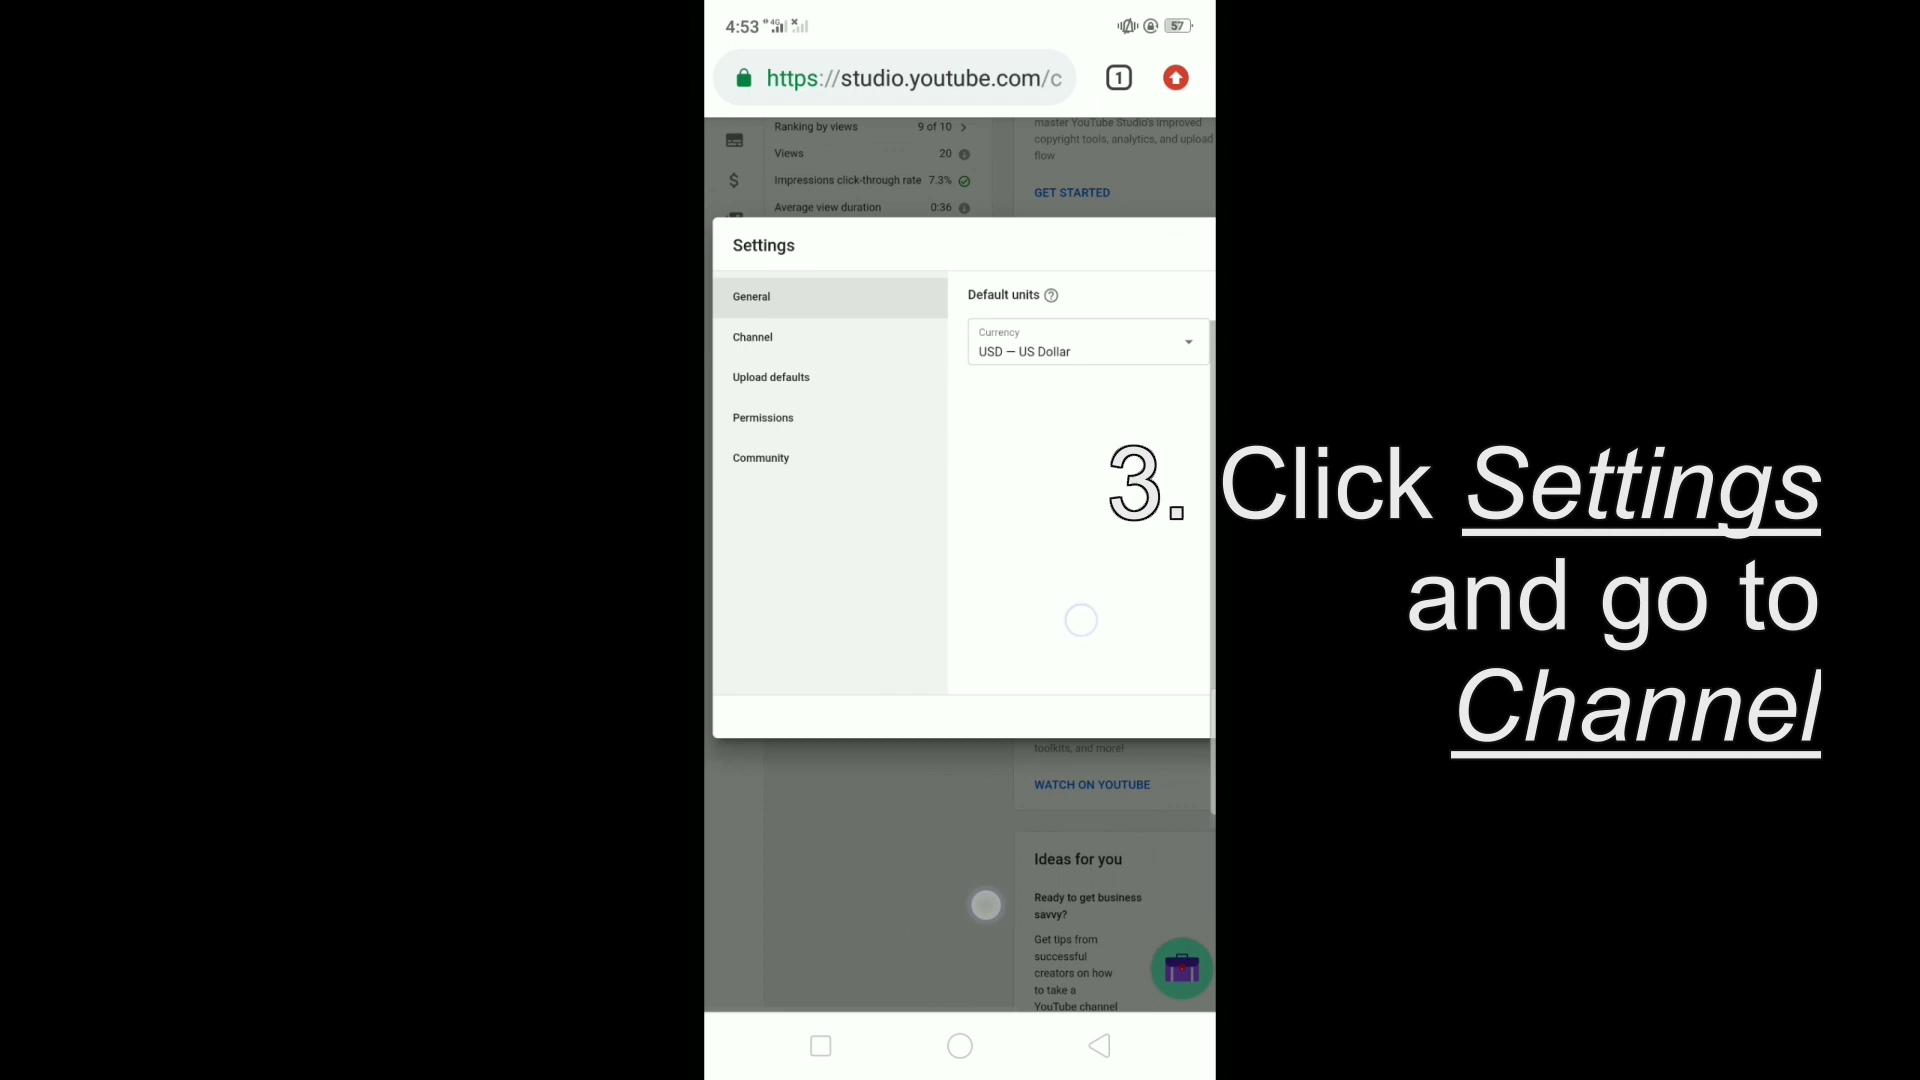 4:53 4G
57
https://studio.youtube.com/c
1
Ranking by views 9 of 10
Views 20
Impressions click-through rate 7.3%
Average view duration 0:36
master YouTube Studio's improved
copyright tools, analytics, and upload
flow
GET STARTED
Settings
General
Channel
Upload defaults
Permissions
Community
Default units
Currency
USD — US Dollar
3. Click Settings
and go to
Channel
toolkits, and more!
WATCH ON YOUTUBE
Ideas for you
Ready to get business
savvy?
Get tips from
successful
creators on how
to take a
YouTube channel